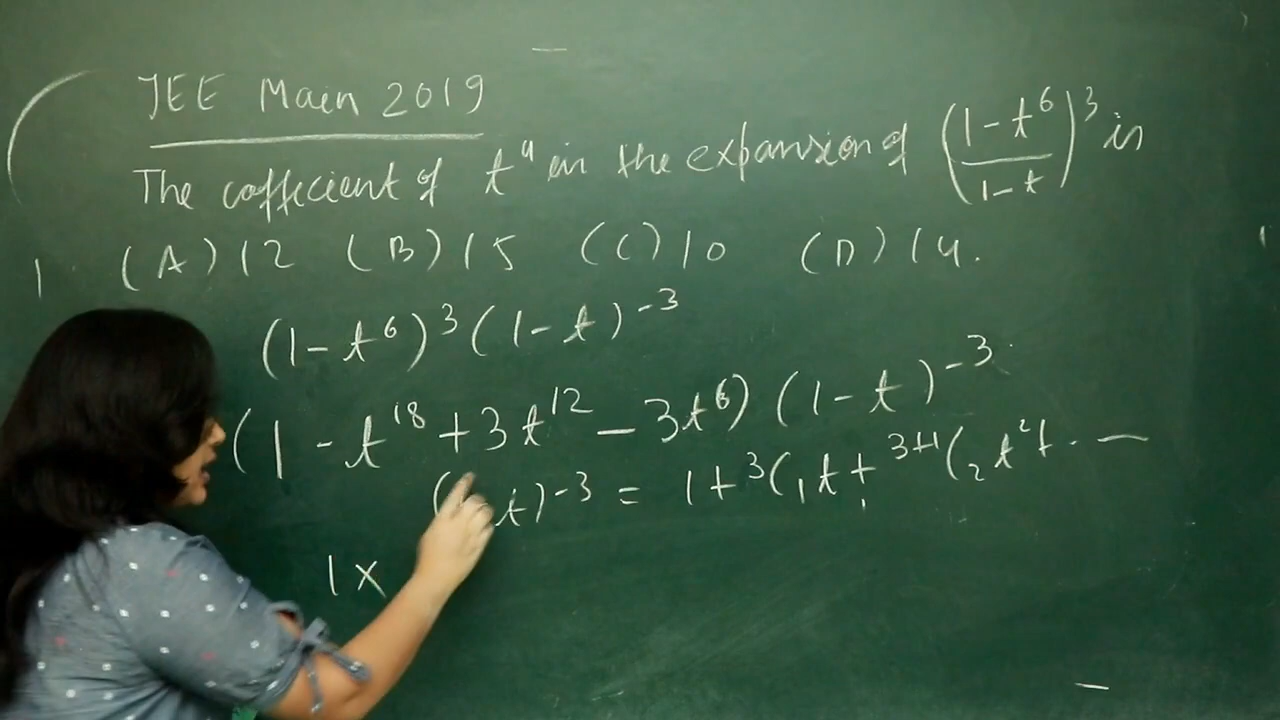 JEE Main 2019
The cofficient of t⁴ in the expansion of ((1-t⁶)/(1-t))³ is
(A) 12 (B) 15 (C) 10 (D) 14.
(1-t⁶)³(1-t)⁻³
(1 - t¹⁸ + 3t¹² - 3t⁶) (1-t)⁻³
( t)⁻³ = 1+³C₁t + ³⁺¹C₂t² + . —
1 ×